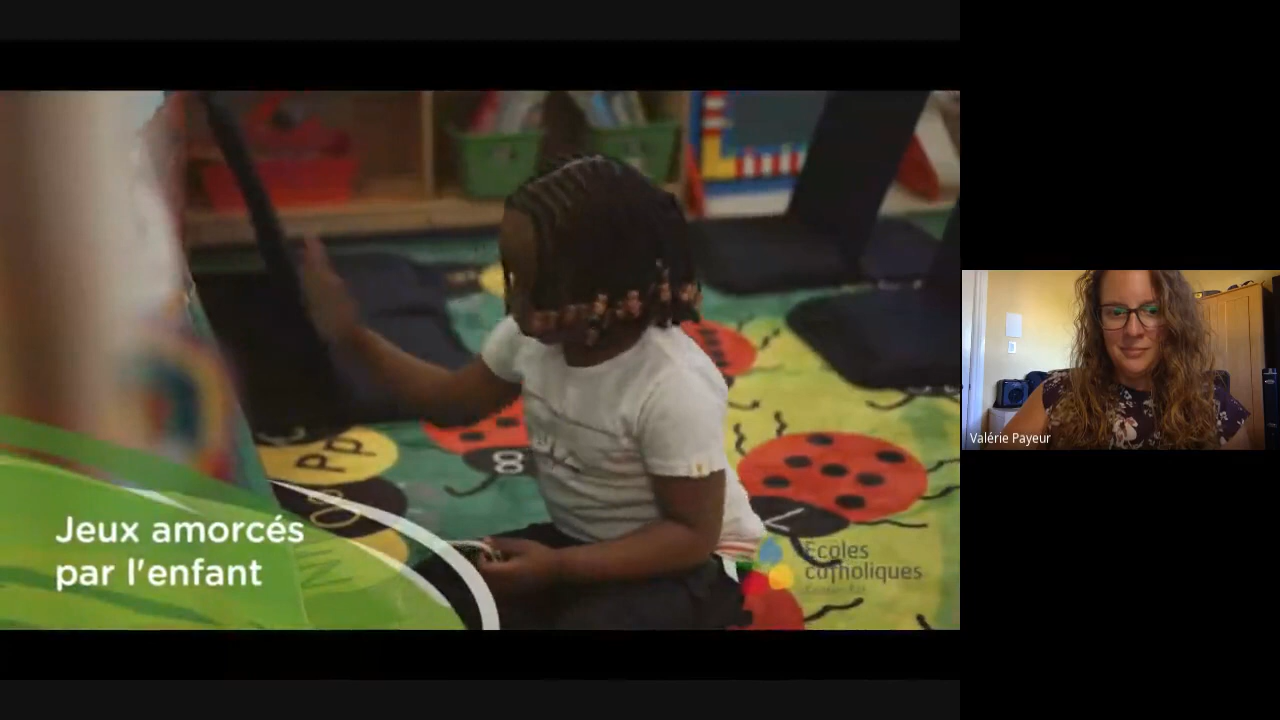 Jeux amorcés
par l'enfant
Écoles
catholiques
Valérie Payeur